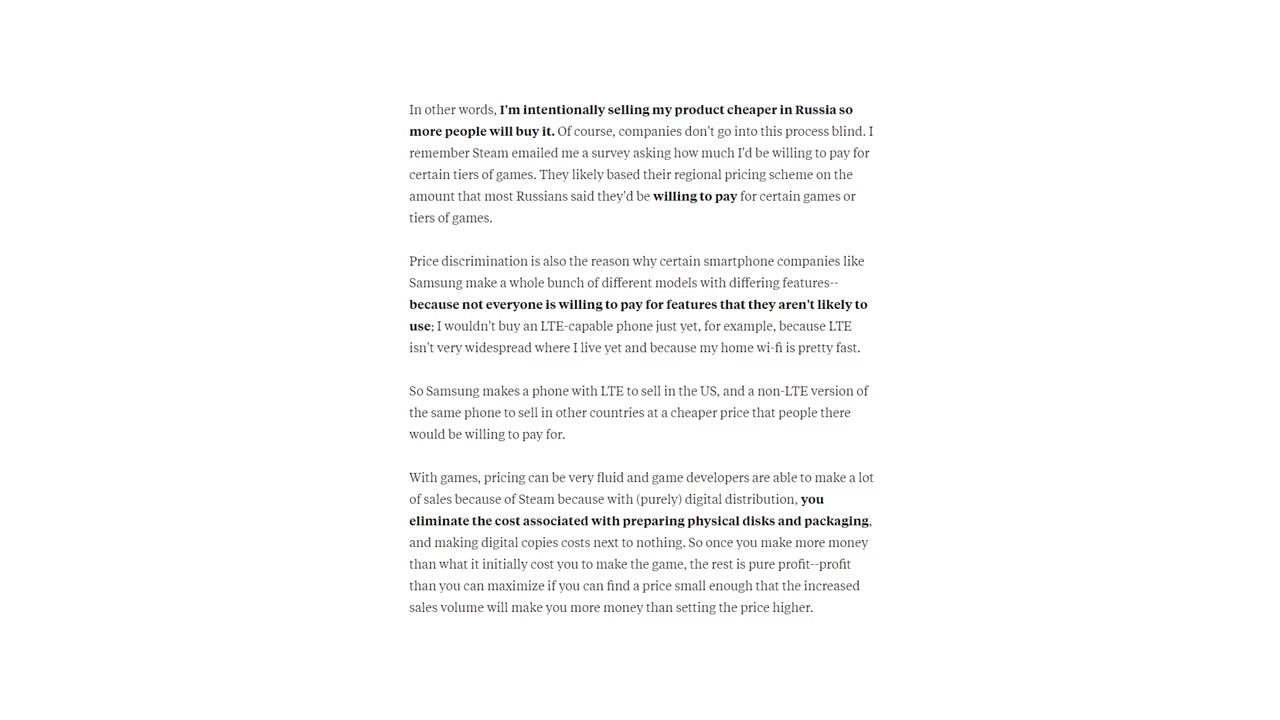 In other words, I'm intentionally selling my product cheaper in Russia so
more people will buy it. Of course, companies don't go into this process blind. I
remember Steam emailed me a survey asking how much I'd be willing to pay for
certain tiers of games. They likely based their regional pricing scheme on the
amount that most Russians said they'd be willing to pay for certain games or
tiers of games.
Price discrimination is also the reason why certain smartphone companies like
Samsung make a whole bunch of different models with differing features--
because not everyone is willing to pay for features that they aren't likely to
use; I wouldn't buy an LTE-capable phone just yet, for example, because LTE
isn't very widespread where I live yet and because my home wi-fi is pretty fast.
So Samsung makes a phone with LTE to sell in the US, and a non-LTE version of
the same phone to sell in other countries at a cheaper price that people there
would be willing to pay for.
With games, pricing can be very fluid and game developers are able to make a lot
of sales because of Steam because with (purely) digital distribution, you
eliminate the cost associated with preparing physical disks and packaging,
and making digital copies costs next to nothing. So once you make more money
than what it initially cost you to make the game, the rest is pure profit--profit
than you can maximize if you can find a price small enough that the increased
sales volume will make you more money than setting the price higher.